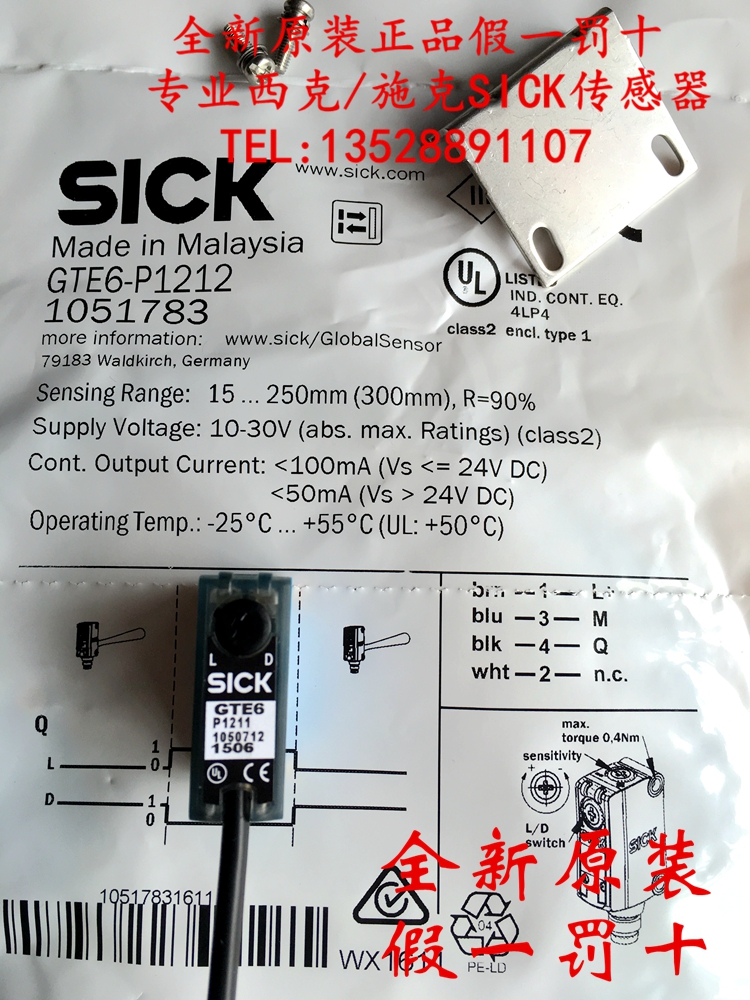 全新原装正品假一罚十
专业西克/施克SICK传感器
TEL:13528891107
www.sick.com
SICK
Made in Malaysia
GTE6-P1212
1051783
more information: www.sick/GlobalSensor
79183 Waldkirch, Germany
UL
IND. CONT. EQ.
4LP4
class2 encl. type 1
Sensing Range: 15 ... 250mm (300mm), R=90%
Supply Voltage: 10-30V (abs. max. Ratings) (class2)
Cont. Output Current: <100mA (Vs <= 24V DC)
<50mA (Vs > 24V DC)
Operating Temp.: -25°C ... +55°C (UL: +50°C)
brn — 1 — L+
blu — 3 — M
blk — 4 — Q
wht — 2 — n.c.
L D
SICK
GTE6
P1211
1050712
1506
UL CE
Q
L 1
0
D 1
0
max.
torque 0,4Nm
sensitivity
- +
L/D
switch
SICK
全新原装
假一罚十
10517831611
04
PE-LD